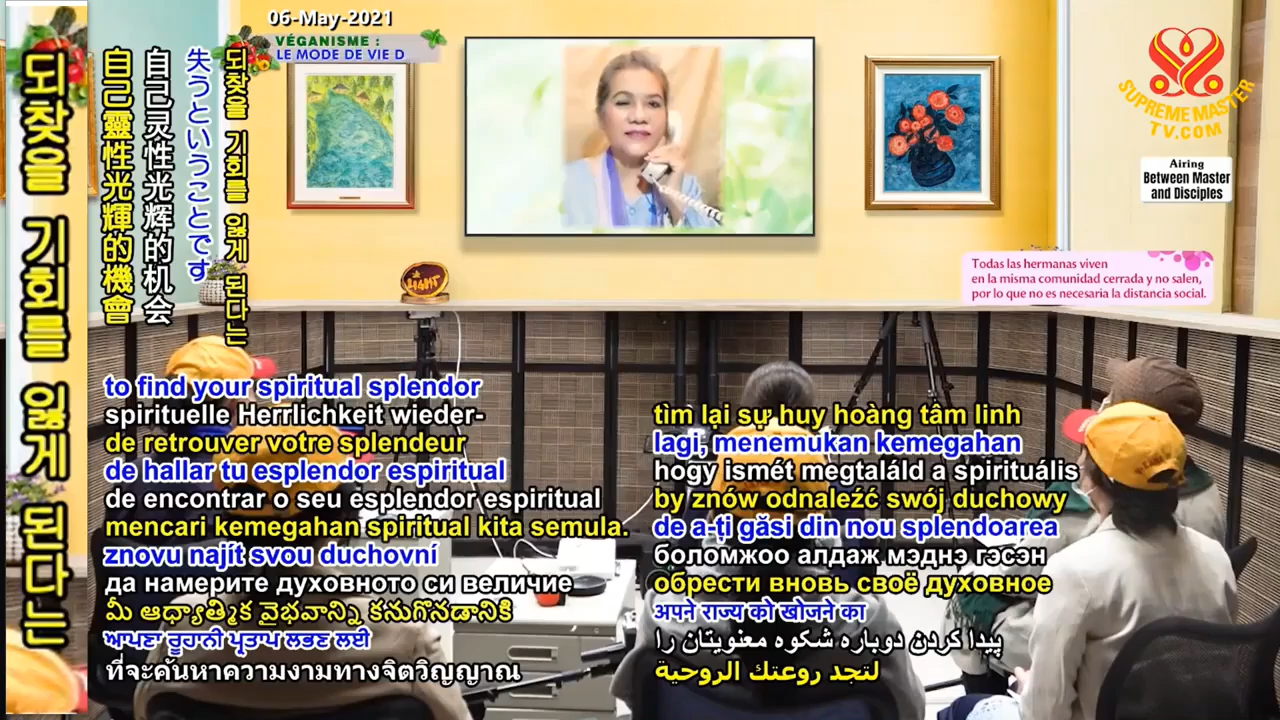 06-May-2021
VÉGANISME :
LE MODE DE VIE D
SUPREME MASTER
TV.COM
Airing
Between Master
and Disciples
Todas las hermanas viven
en la misma comunidad cerrada y no salen,
por lo que no es necesaria la distancia social.
되찾을 기회를 잃게 된다는
自己靈性光輝的機會
自己灵性光辉的机会
失うということです
되찾을 기회를 잃게 된다는
to find your spiritual splendor
spirituelle Herrlichkeit wieder-
de retrouver votre splendeur
de hallar tu esplendor espiritual
de encontrar o seu esplendor espiritual
mencari kemegahan spiritual kita semula.
znovu najít svou duchovní
да намерите духовното си величие
మీ ఆధ్యాత్మిక వైభవాన్ని కనుగొనడానికి
ਆਪਣਾ ਰੂਹਾਨੀ ਪ੍ਰਤਾਪ ਲਭਣ ਲਈ
ที่จะค้นหาความงามทางจิตวิญญาณ
tìm lại sự huy hoàng tâm linh
lagi, menemukan kemegahan
hogy ismét megtaláld a spirituális
by znów odnaleźć swój duchowy
de a-ți găsi din nou splendoarea
боломжоо алдаж мэднэ гэсэн
обрести вновь своё духовное
अपने राज्य को खोजने का
پیدا کردن دوباره شکوه معنویتان را
لتجد روعتك الروحية